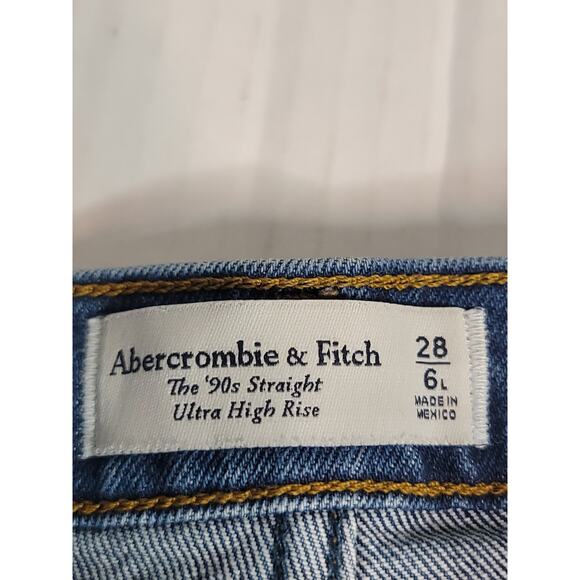 Abercrombie & Fitch
The '90s Straight
Ultra High Rise
28
6L
MADE IN
MEXICO